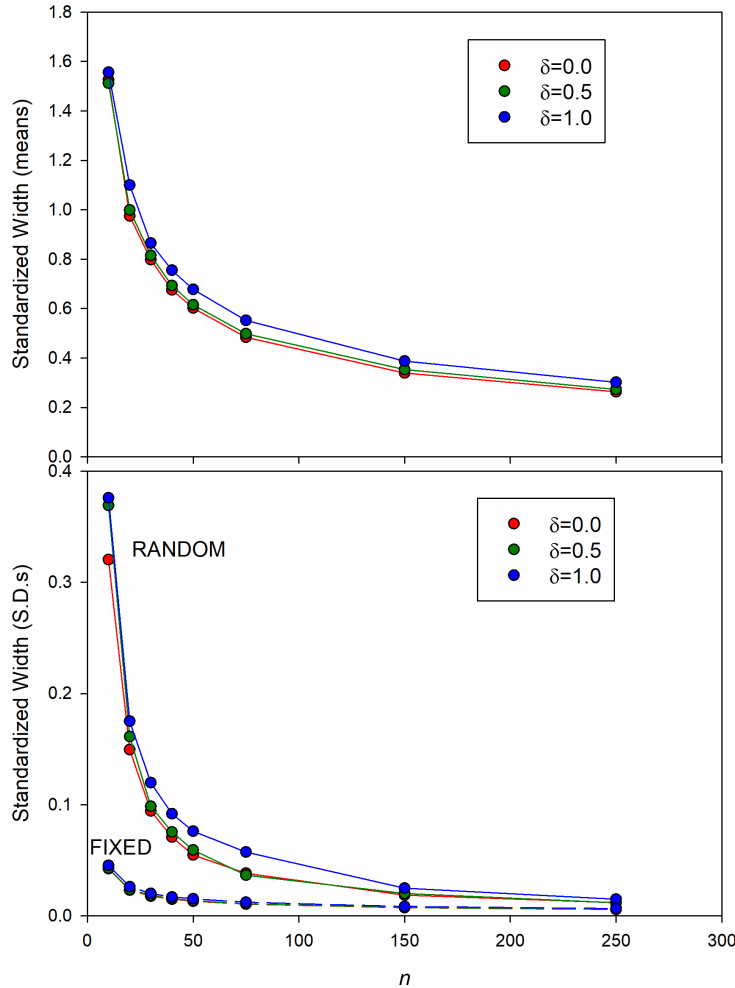 1.8
1.6
1.4
1.2
1.0
0.8
0.6
0.4
0.2
0.0
Standardized Width (means)
δ=0.0
δ=0.5
δ=1.0
0.4
0.3
0.2
0.1
0.0
Standardized Width (S.D.s)
δ=0.0
δ=0.5
δ=1.0
RANDOM
FIXED
0 50 100 150 200 250 300
n